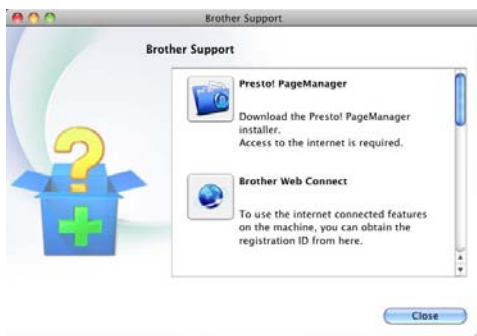 Brother Support
Brother Support
Presto! PageManager
Download the Presto! PageManager
installer.
Access to the internet is required.
Brother Web Connect
To use the internet connected features
on the machine, you can obtain the
registration ID from here.
Close